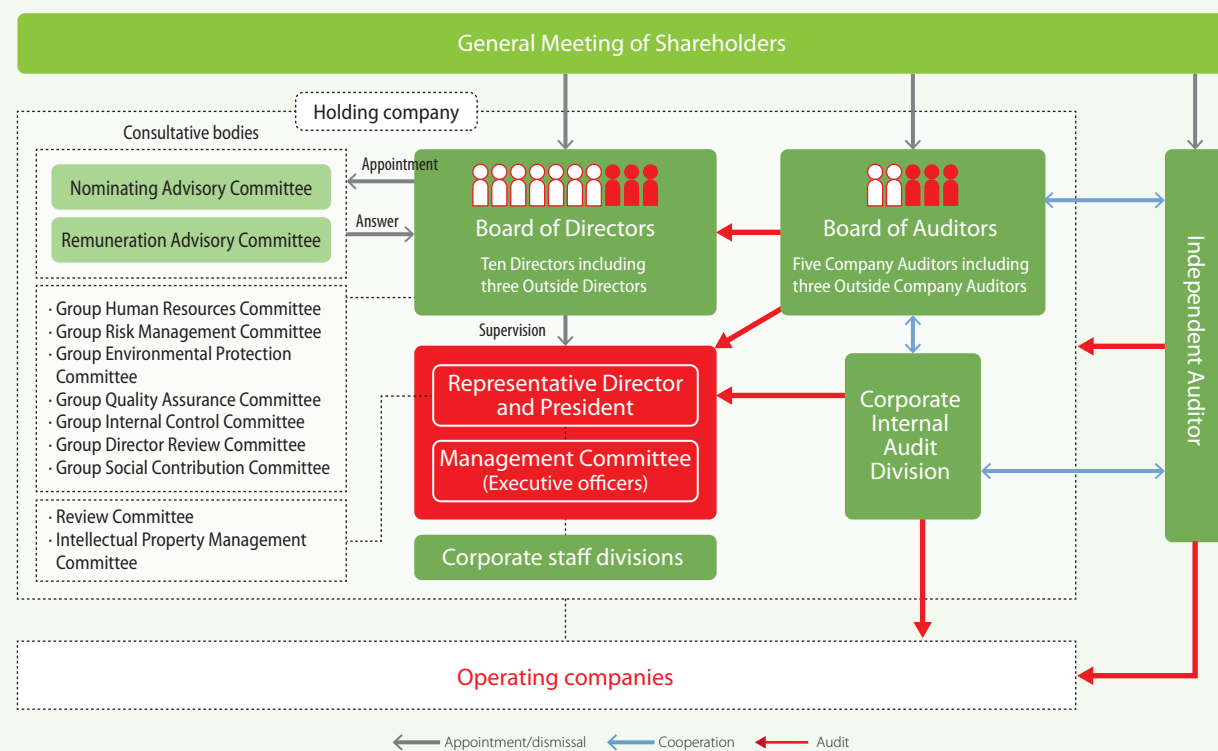 General Meeting of Shareholders
Holding company
Consultative bodies
Nominating Advisory Committee
Remuneration Advisory Committee
Appointment
Answer
Board of Directors
Ten Directors including
three Outside Directors
Board of Auditors
Five Company Auditors including
three Outside Company Auditors
Independent Auditor
· Group Human Resources Committee
· Group Risk Management Committee
· Group Environmental Protection
Committee
· Group Quality Assurance Committee
· Group Internal Control Committee
· Group Director Review Committee
· Group Social Contribution Committee
Supervision
Representative Director
and President
Management Committee
(Executive officers)
Corporate
Internal
Audit
Division
· Review Committee
· Intellectual Property Management
Committee
Corporate staff divisions
Operating companies
Appointment/dismissal
Cooperation
Audit